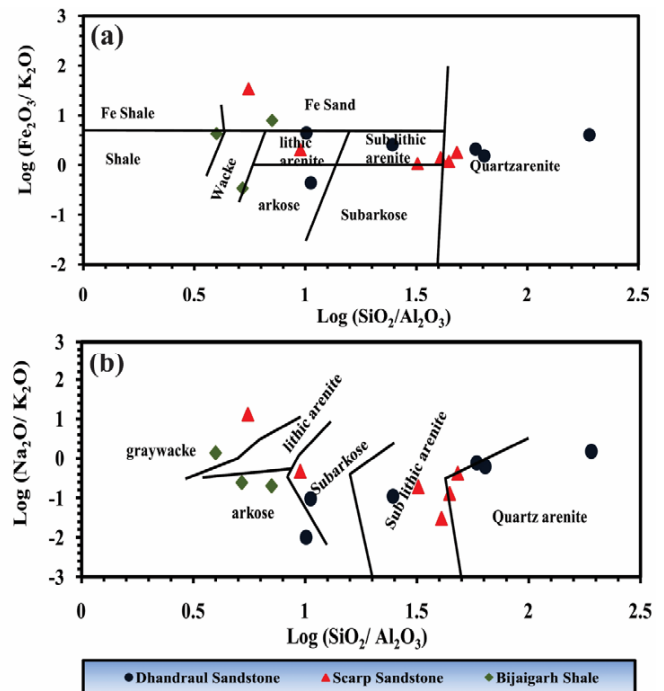 (a)
3
2
1
0
-1
-2
Log (Fe₂O₃/ K₂O)
Fe Shale
Fe Sand
Shale
Wacke
lithic
arenite
Sub lithic
arenite
Quartzarenite
arkose
Subarkose
0 0.5 1 1.5 2 2.5
Log (SiO₂/Al₂O₃)
(b)
3
2
1
0
-1
-2
-3
Log (Na₂O/ K₂O)
graywacke
lithic arenite
Subarkose
Sub lithic arenite
arkose
Quartz arenite
0 0.5 1 1.5 2 2.5
Log (SiO₂/ Al₂O₃)
Dhandraul Sandstone Scarp Sandstone Bijaigarh Shale